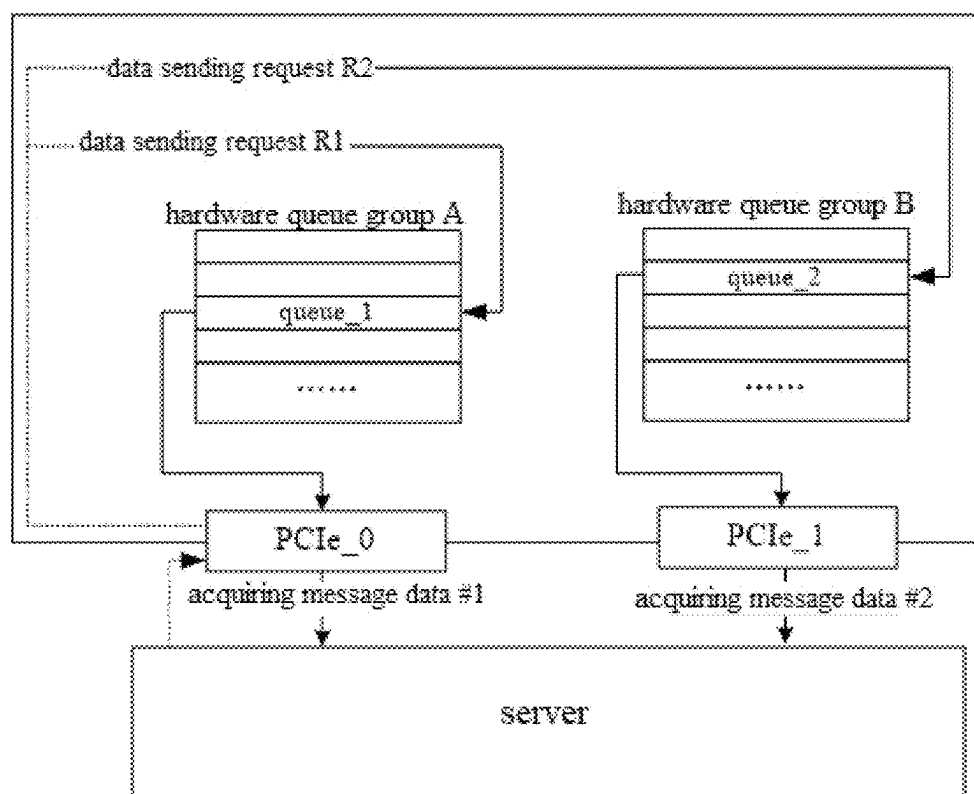 data sending request R2
data sending request R1
hardware queue group A
hardware queue group B
queue_1
queue_2
......
......
PCIe_0
PCIe_1
acquiring message data #1
acquiring message data #2
server